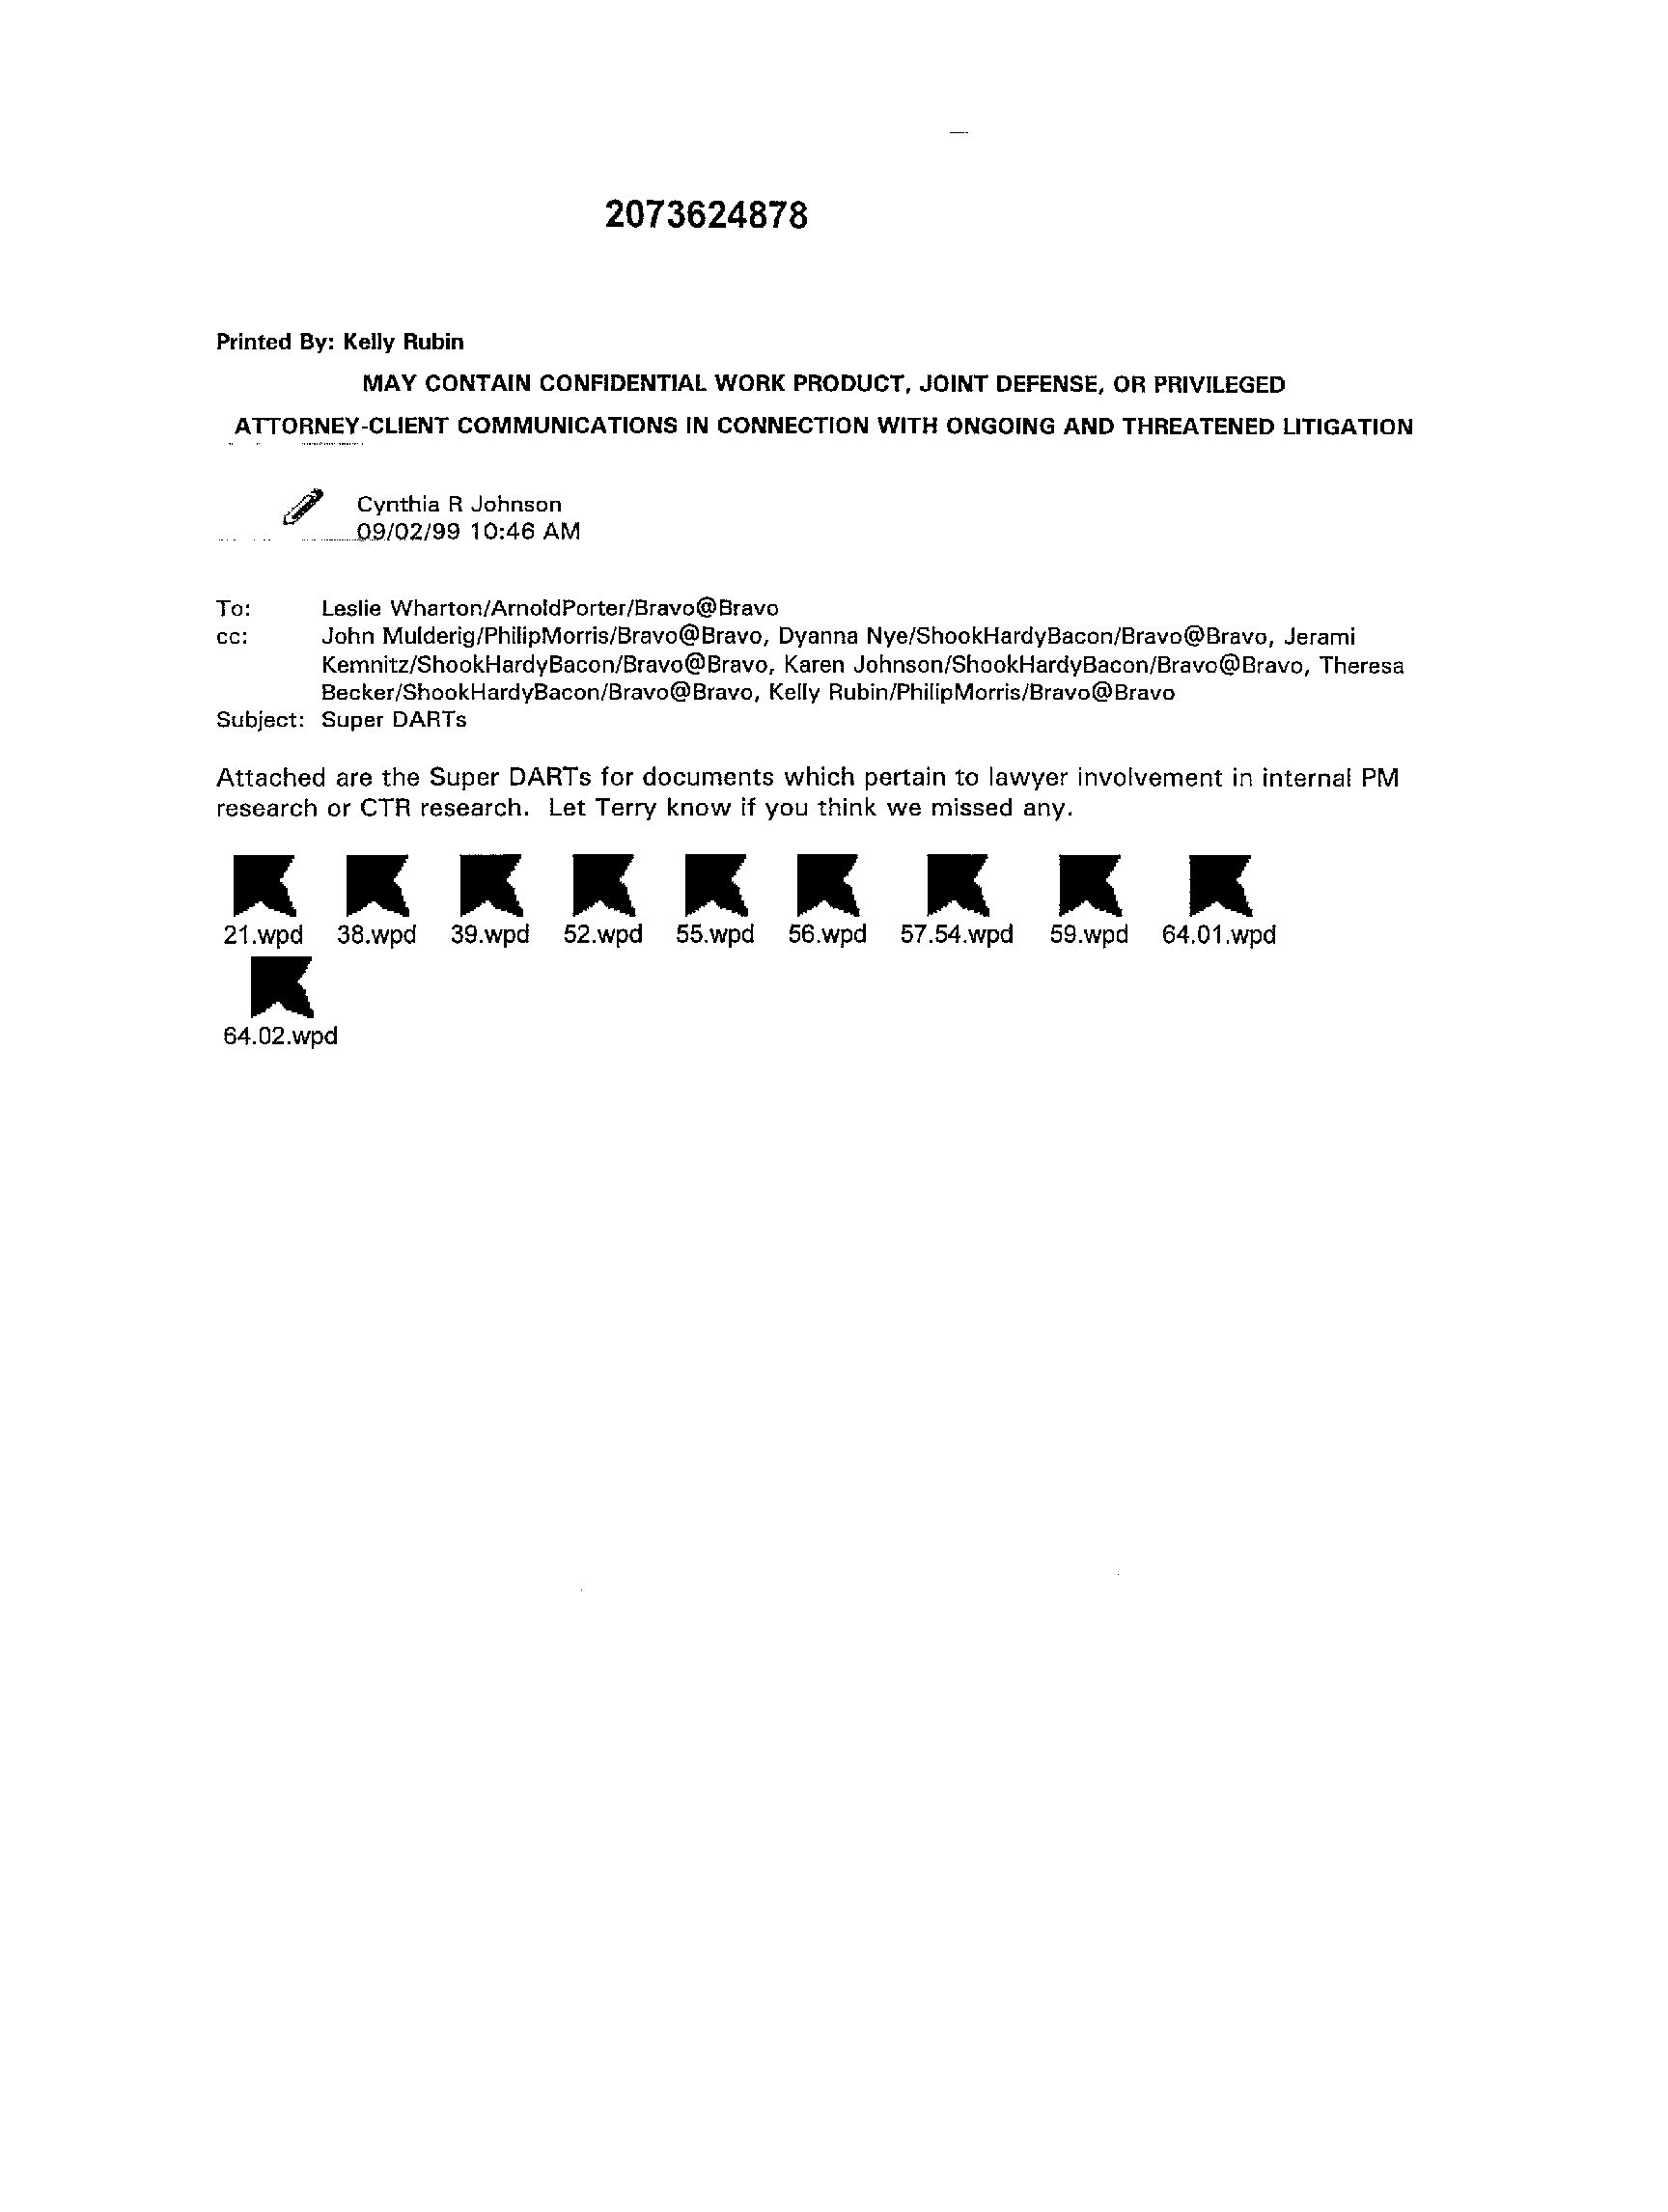 2073624878
Printed By: Kelly Rubin
MAY CONTAIN CONFIDENTIAL WORK PRODUCT, JOINT DEFENSE, OR PRIVILEGED
ATTORNEY-CLIENT COMMUNICATIONS IN CONNECTION WITH ONGOING AND THREATENED LITIGATION
Cynthia R Johnson
09/02/99 10:46 AM
To: Leslie Wharton/ArnoldPorter/Bravo@Bravo
cc: John Mulderig/PhilipMorris/Bravo@Bravo, Dyanna Nye/ShookHardyBacon/Bravo@Bravo, Jerami
Kemnitz/ShookHardyBacon/Bravo@Bravo, Karen Johnson/ShookHardyBacon/Bravo@Bravo, Theresa
Becker/ShookHardyBacon/Bravo@Bravo, Kelly Rubin/PhilipMorris/Bravo@Bravo
Subject: Super DARTs
Attached are the Super DARTs for documents which pertain to lawyer involvement in internal PM
research or CTR research. Let Terry know if you think we missed any.
21.wpd 38.wpd 39.wpd 52.wpd 55.wpd 56.wpd 57.54.wpd 59.wpd 64.01.wpd
64.02.wpd